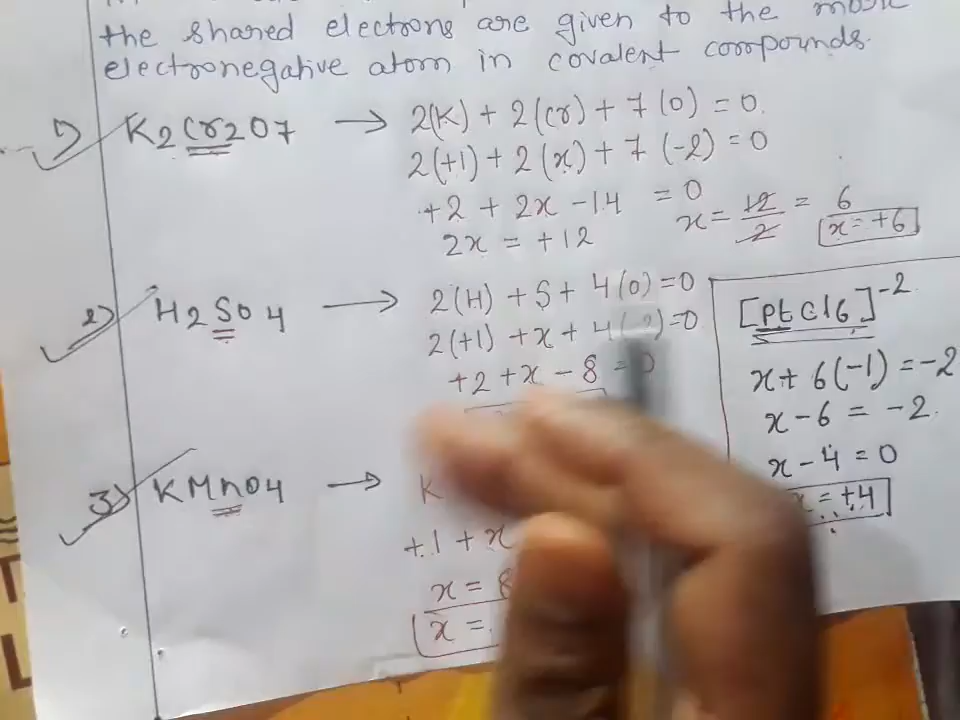 the shared electrons are given to the more
electronegative atom in covalent compounds.
1) K2Cr2O7 → 2(K) + 2(Cr) + 7(O) = 0.
2(+1) + 2(x) + 7(-2) = 0
+2 + 2x - 14 = 0
2x = +12
x = +12/2 = 6
x = +6
2) H2SO4 → 2(H) + S + 4(O) = 0
2(+1) + x + 4(-2) = 0
+2 + x - 8 = 0
3) KMnO4 → K
+1 + x
x = 8
x =
[PtCl6]-2
x + 6(-1) = -2
x - 6 = -2.
x - 4 = 0
x = +4